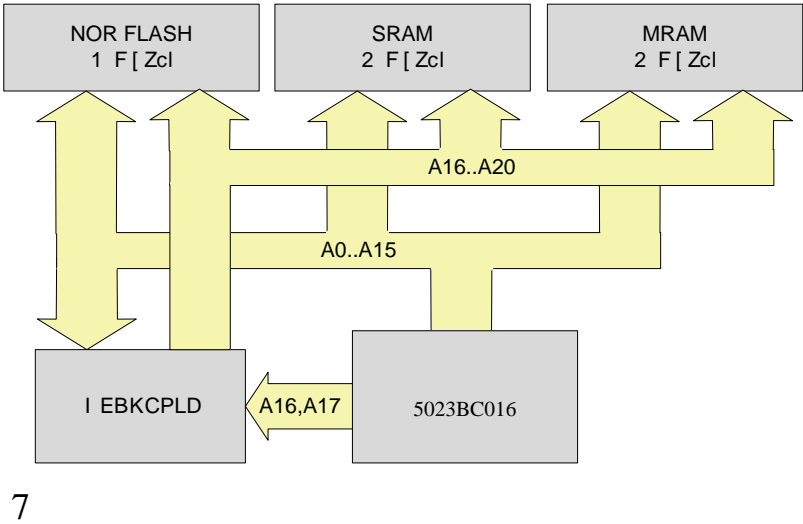 NOR FLASH
1 F [ Zcl
SRAM
2 F [ Zcl
MRAM
2 F [ Zcl
A16..A20
A0..A15
I EBKCPLD
A16,A17
5023BC016
7